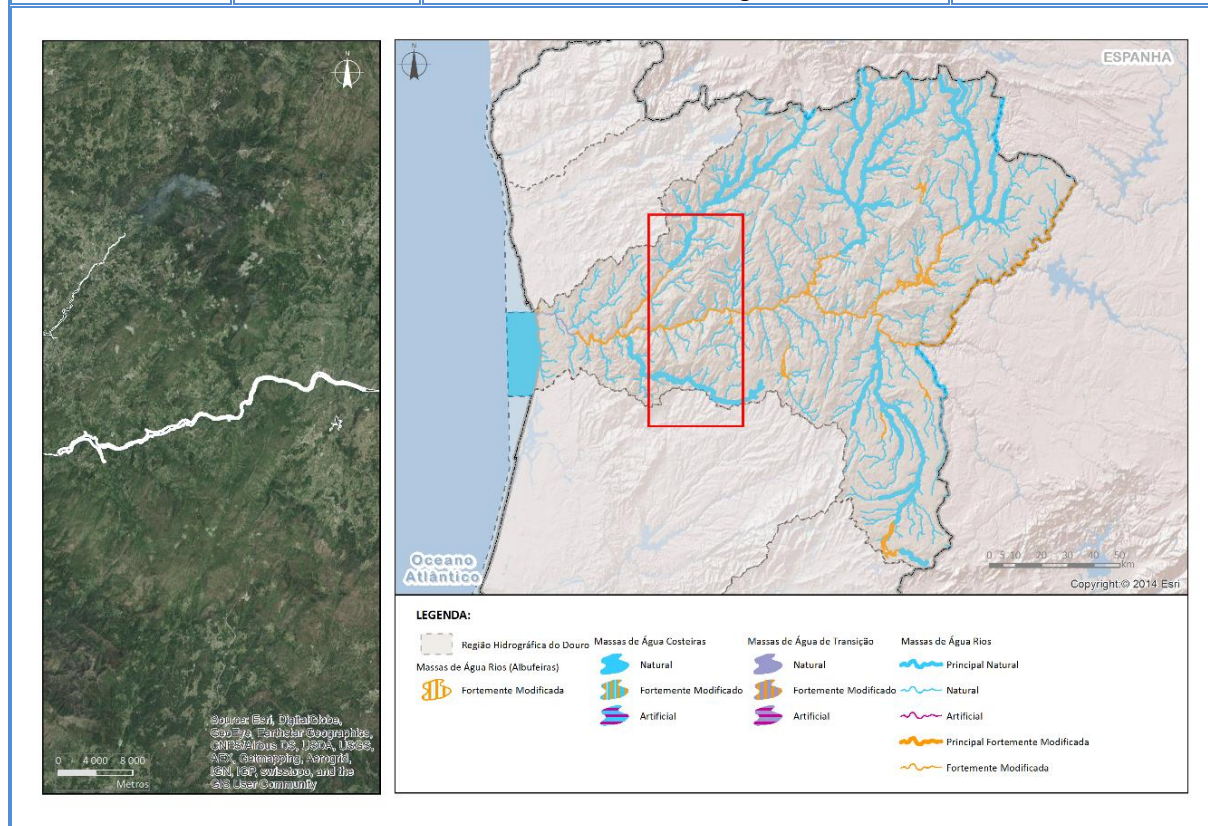 N
Source: Esri, DigitalGlobe,
GeoEye, Earthstar Geographics,
CNES/Airbus DS, USDA, USGS,
AEX, Getmapping, Aerogrid,
IGN, IGP, swisstopo, and the
GIS User Community
0 4 000 8 000
Metros
N
ESPANHA
Oceano
Atlântico
0 5 10 20 30 40 50
km
Copyright:© 2014 Esri
LEGENDA:
Região Hidrográfica do Douro
Massas de Água Rios (Albufeiras)
Fortemente Modificada
Massas de Água Costeiras
Natural
Fortemente Modificado
Artificial
Massas de Água de Transição
Natural
Fortemente Modificado
Artificial
Massas de Água Rios
Principal Natural
Natural
Artificial
Principal Fortemente Modificada
Fortemente Modificada